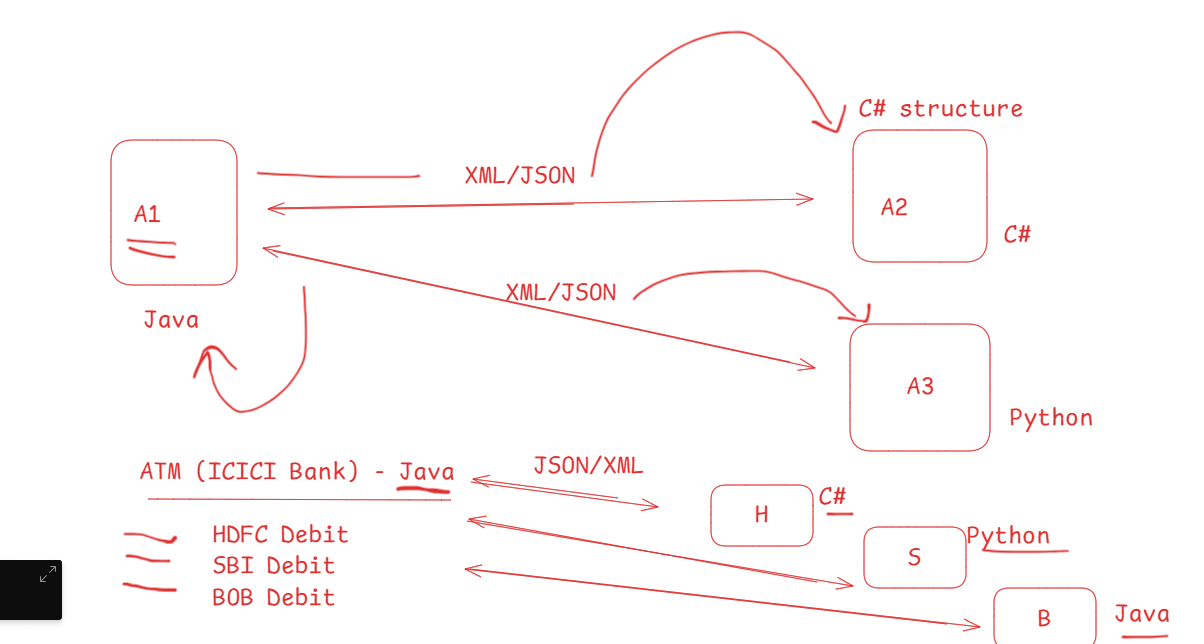 C# structure
XML/JSON
A1
A2
C#
XML/JSON
Java
A3
Python
ATM (ICICI Bank) - Java
JSON/XML
H
C#
HDFC Debit
SBI Debit
BOB Debit
S
Python
B
Java